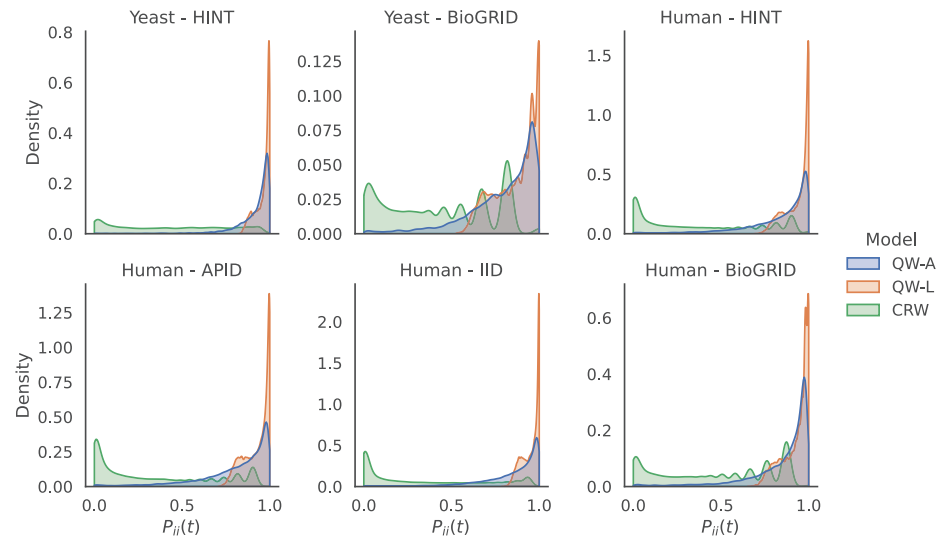 Yeast - HINT
Yeast - BioGRID
Human - HINT
0.8
0.6
0.4
0.2
0.0
Density
0.125
0.100
0.075
0.050
0.025
0.000
1.5
1.0
0.5
0.0
Human - APID
Human - IID
Human - BioGRID
1.25
1.00
0.75
0.50
0.25
0.00
Density
2.0
1.5
1.0
0.5
0.0
0.6
0.4
0.2
0.0
0.0 0.5 1.0
0.0 0.5 1.0
0.0 0.5 1.0
P_{ii}(t)
P_{ii}(t)
P_{ii}(t)
Model
QW-A
QW-L
CRW